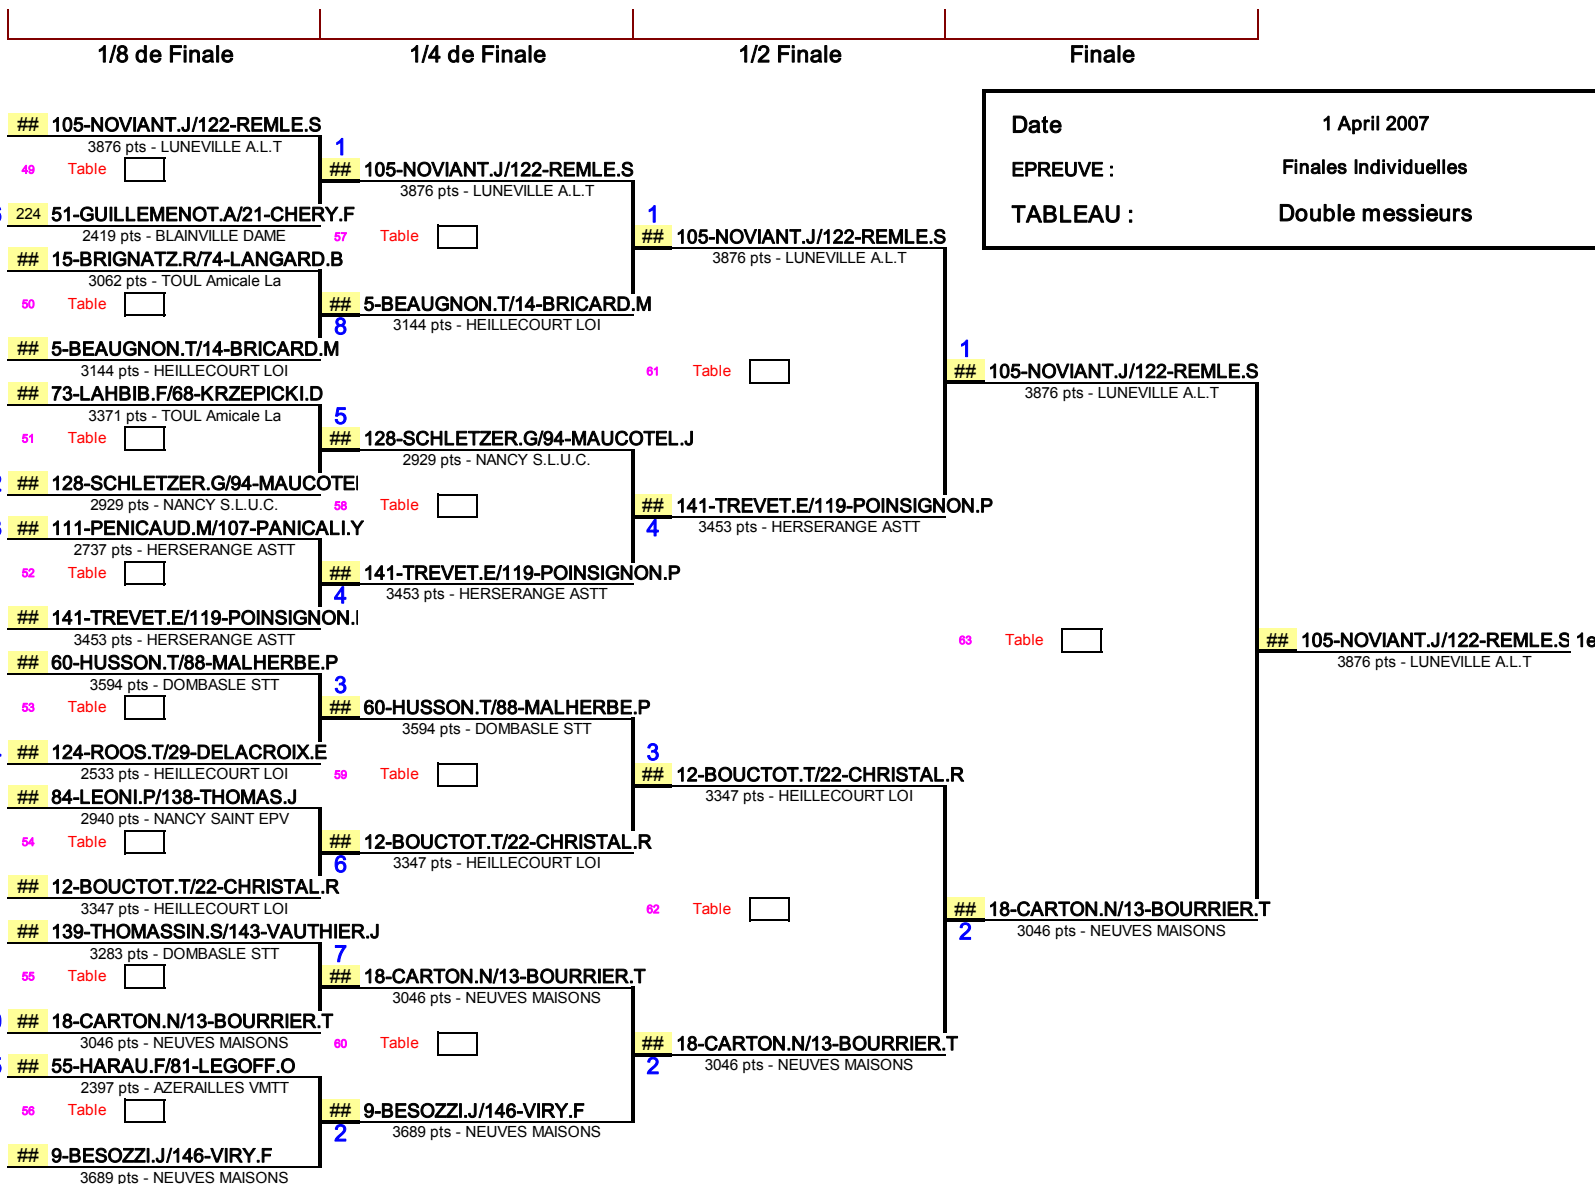 1/8 de Finale 1/4 de Finale 1/2 Finale Finale
Date 1 April 2007
EPREUVE : Finales Individuelles
TABLEAU : Double messieurs
## 105-NOVIANT.J/122-REMLE.S
3876 pts - LUNEVILLE A.L.T
49 Table
224 51-GUILLEMENOT.A/21-CHERY.F
2419 pts - BLAINVILLE DAME
## 15-BRIGNATZ.R/74-LANGARD.B
3062 pts - TOUL Amicale La
50 Table
## 5-BEAUGNON.T/14-BRICARD.M
3144 pts - HEILLECOURT LOI
## 73-LAHBIB.F/68-KRZEPICKI.D
3371 pts - TOUL Amicale La
51 Table
## 128-SCHLETZER.G/94-MAUCOTE
2929 pts - NANCY S.L.U.C.
## 111-PENICAUD.M/107-PANICALI.Y
2737 pts - HERSERANGE ASTT
52 Table
## 141-TREVET.E/119-POINSIGNON.
3453 pts - HERSERANGE ASTT
## 60-HUSSON.T/88-MALHERBE.P
3594 pts - DOMBASLE STT
53 Table
## 124-ROOS.T/29-DELACROIX.E
2533 pts - HEILLECOURT LOI
## 84-LEONI.P/138-THOMAS.J
2940 pts - NANCY SAINT EPV
54 Table
## 12-BOUCTOT.T/22-CHRISTAL.R
3347 pts - HEILLECOURT LOI
## 139-THOMASSIN.S/143-VAUTHIER.J
3283 pts - DOMBASLE STT
55 Table
## 18-CARTON.N/13-BOURRIER.T
3046 pts - NEUVES MAISONS
## 55-HARAU.F/81-LEGOFF.O
2397 pts - AZERAILLES VMTT
56 Table
## 9-BESOZZI.J/146-VIRY.F
3689 pts - NEUVES MAISONS
1
## 105-NOVIANT.J/122-REMLE.S
3876 pts - LUNEVILLE A.L.T
57 Table
## 5-BEAUGNON.T/14-BRICARD.M
8 3144 pts - HEILLECOURT LOI
5
## 128-SCHLETZER.G/94-MAUCOTEL.J
2929 pts - NANCY S.L.U.C.
58 Table
## 141-TREVET.E/119-POINSIGNON.P
4 3453 pts - HERSERANGE ASTT
3
## 60-HUSSON.T/88-MALHERBE.P
3594 pts - DOMBASLE STT
59 Table
## 12-BOUCTOT.T/22-CHRISTAL.R
6 3347 pts - HEILLECOURT LOI
7
## 18-CARTON.N/13-BOURRIER.T
3046 pts - NEUVES MAISONS
60 Table
## 9-BESOZZI.J/146-VIRY.F
2 3689 pts - NEUVES MAISONS
1
## 105-NOVIANT.J/122-REMLE.S
3876 pts - LUNEVILLE A.L.T
61 Table
## 141-TREVET.E/119-POINSIGNON.P
4 3453 pts - HERSERANGE ASTT
3
## 12-BOUCTOT.T/22-CHRISTAL.R
3347 pts - HEILLECOURT LOI
62 Table
## 18-CARTON.N/13-BOURRIER.T
2 3046 pts - NEUVES MAISONS
1
## 105-NOVIANT.J/122-REMLE.S
3876 pts - LUNEVILLE A.L.T
63 Table
## 18-CARTON.N/13-BOURRIER.T
2 3046 pts - NEUVES MAISONS
## 105-NOVIANT.J/122-REMLE.S 1e
3876 pts - LUNEVILLE A.L.T